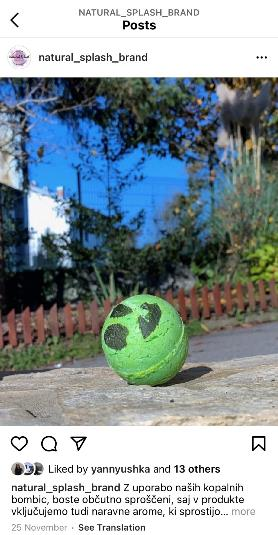 NATURAL_SPLASH_BRAND
Posts
natural_splash_brand
Liked by yannyushka and 13 others
natural_splash_brand Z uporabo naših kopalnih
bombic, boste občutno sproščeni, saj v produkte
vključujemo tudi naravne arome, ki sprostijo... more
25 November · See Translation